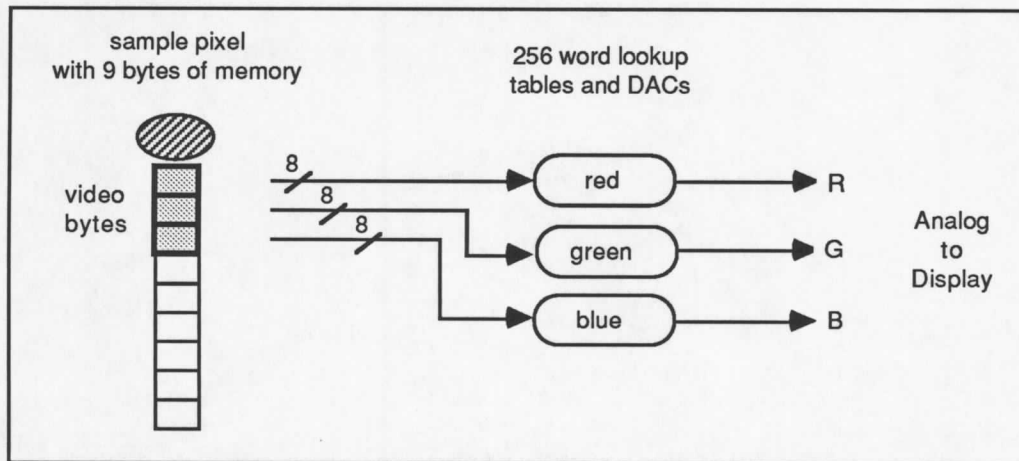 sample pixel
with 9 bytes of memory
256 word lookup
tables and DACs
video
bytes
8
8
8
red
green
blue
R
G
B
Analog
to
Display